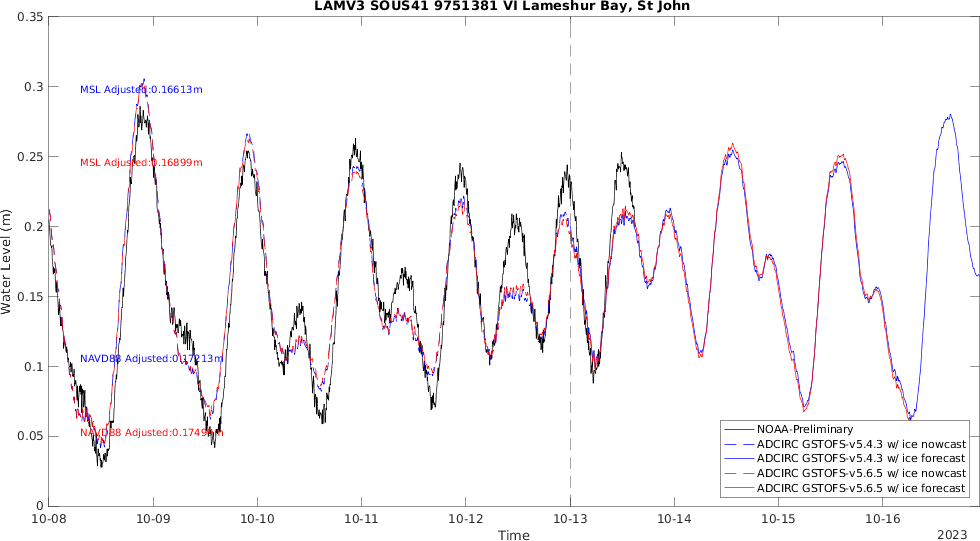 LAMV3 SOUS41 9751381 VI Lameshur Bay, St John
0.35
0.3
0.25
0.2
0.15
0.1
0.05
0
Water Level (m)
MSL Adjusted:0.16613m
MSL Adjusted:0.16899m
NAVD88 Adjusted:0.17213m
NAVD88 Adjusted:
NOAA-Preliminary
ADCIRC GSTOFS-v5.4.3 w/ ice nowcast
ADCIRC GSTOFS-v5.4.3 w/ ice forecast
ADCIRC GSTOFS-v5.6.5 w/ ice nowcast
ADCIRC GSTOFS-v5.6.5 w/ ice forecast
10-08 10-09 10-10 10-11 10-12 10-13 10-14 10-15 10-16
Time
2023